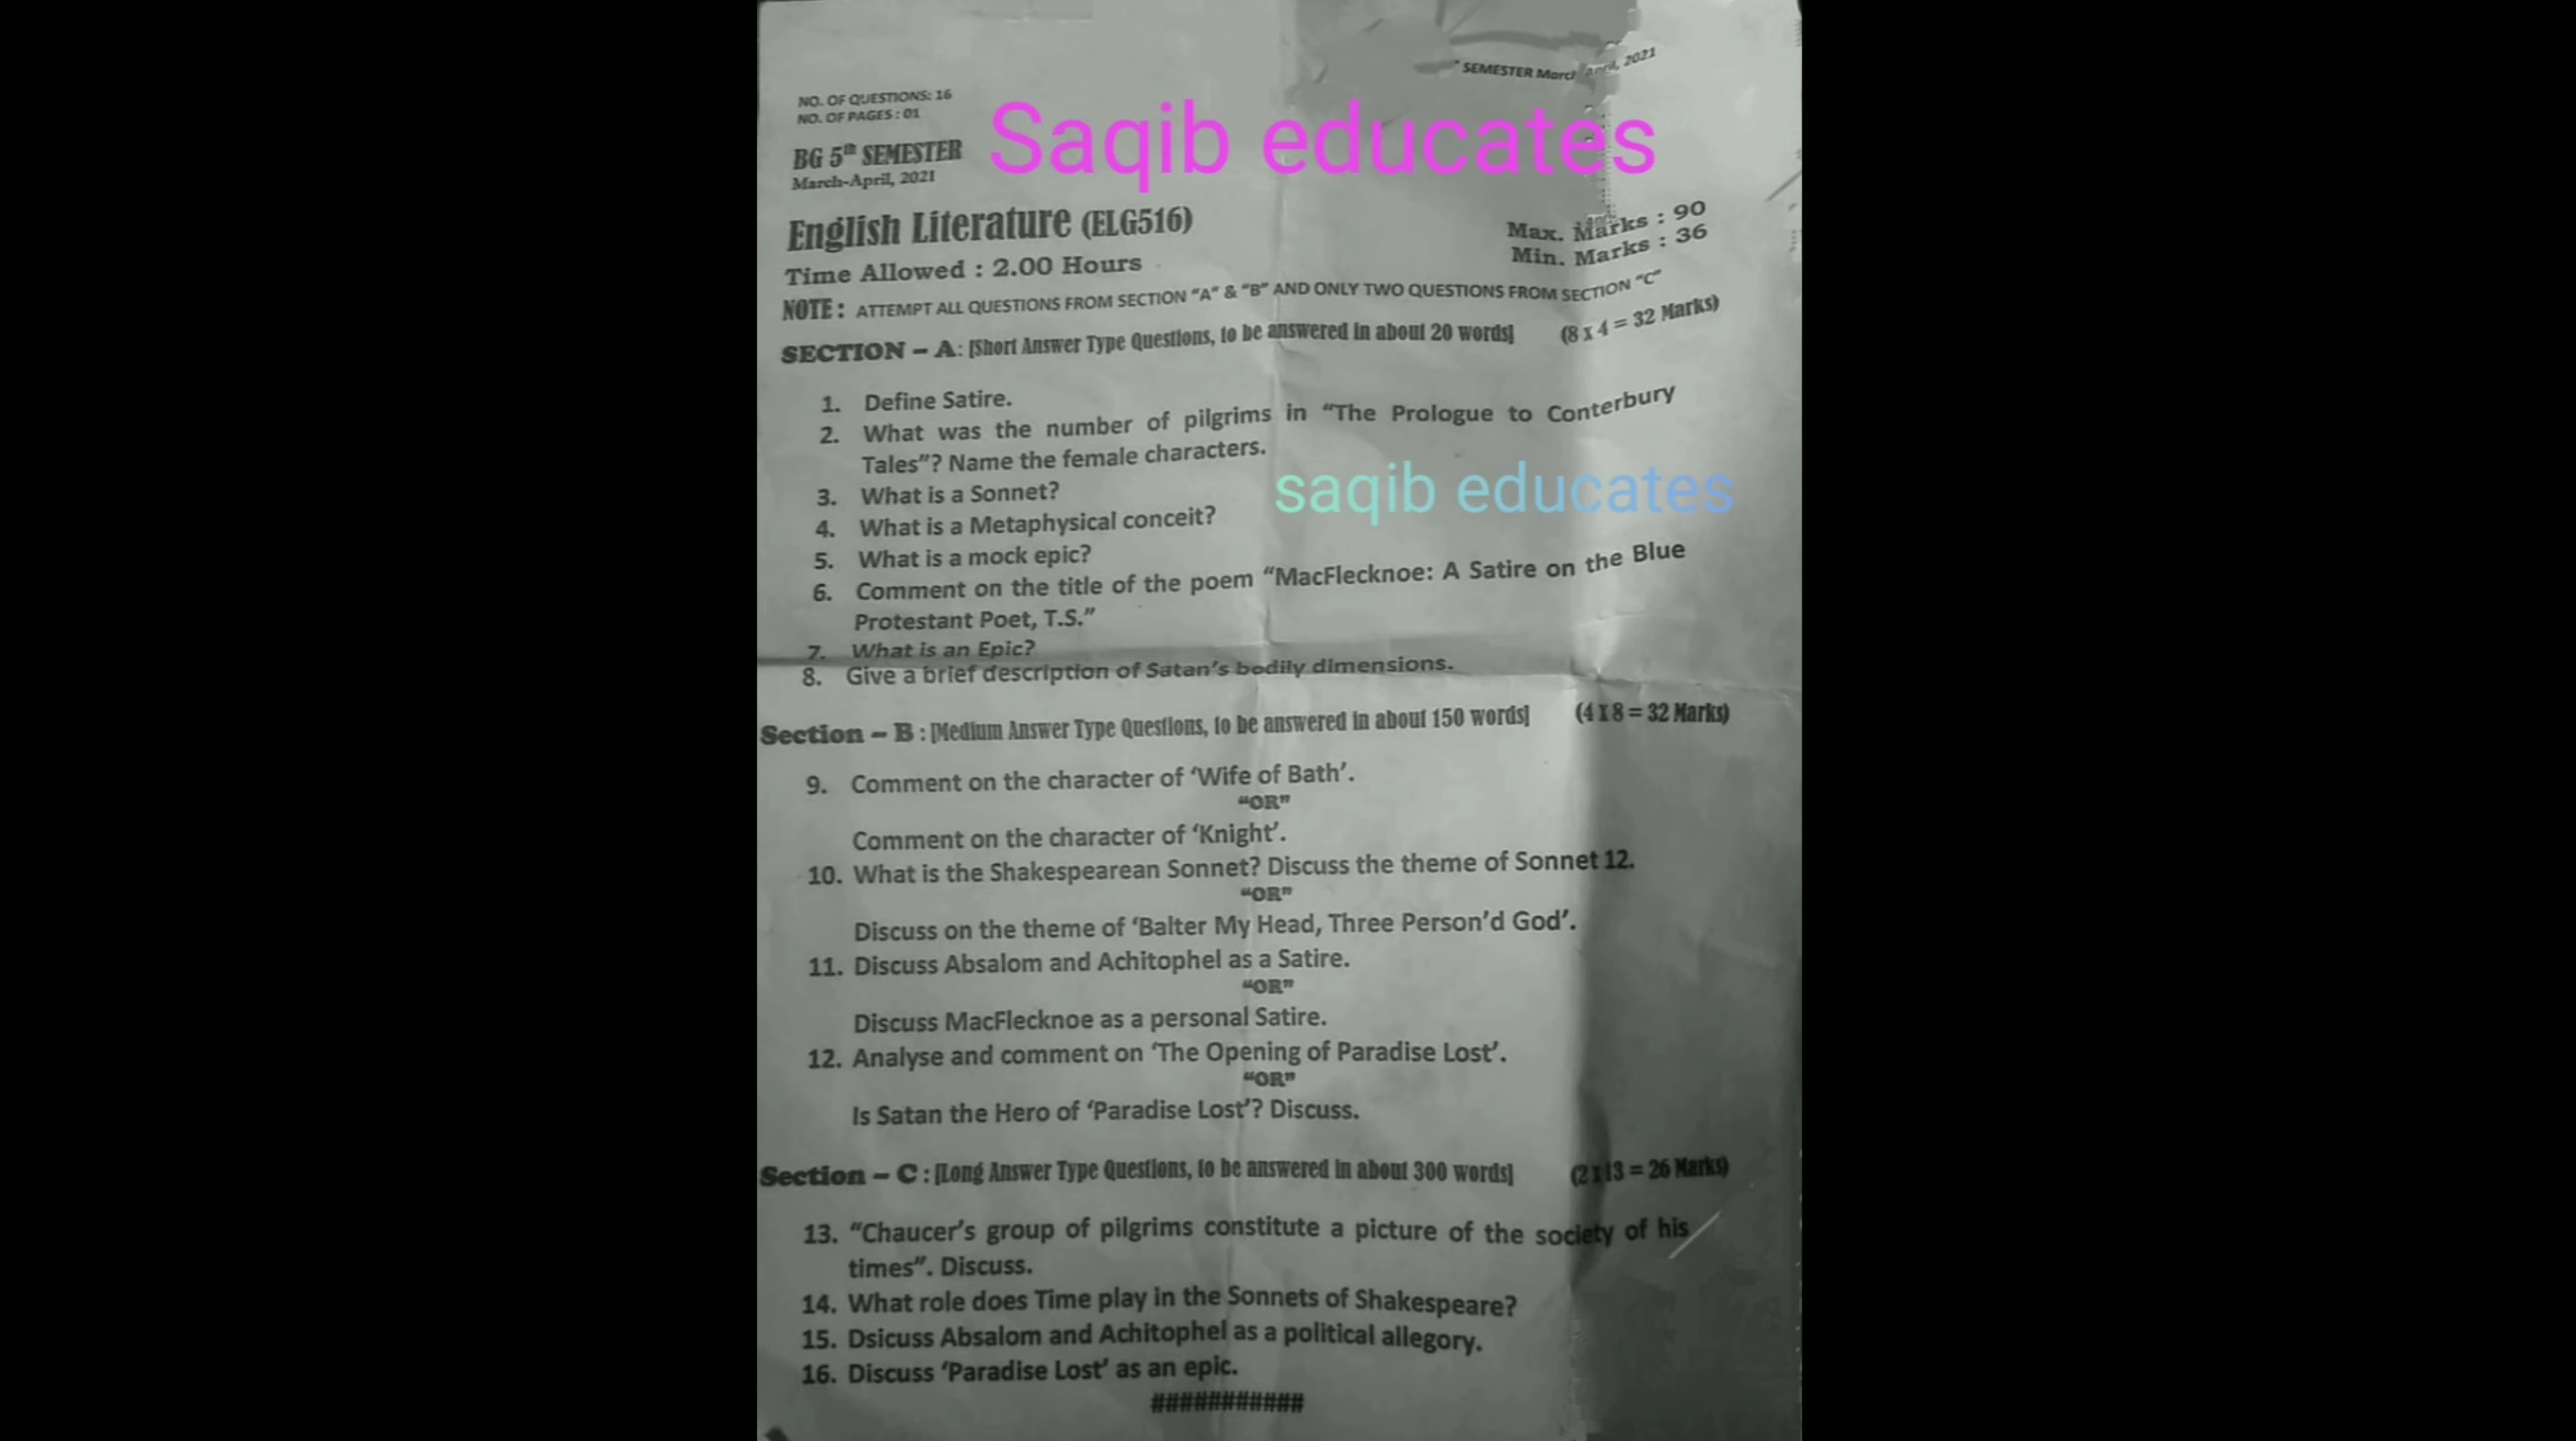 " SEMESTER March April, 2021
NO. OF QUESTIONS: 16
NO. OF PAGES : 01
Saqib educates
BG 5th SEMESTER
March-April, 2021
English Literature (ELG516)
Max. Marks : 90
Time Allowed : 2.00 Hours
Min. Marks : 36
NOTE : ATTEMPT ALL QUESTIONS FROM SECTION "A" & "B" AND ONLY TWO QUESTIONS FROM SECTION "C"
SECTION – A: [Short Answer Type Questions, to be answered in about 20 words] (8 x 4 = 32 Marks)
1. Define Satire.
2. What was the number of pilgrims in "The Prologue to Conterbury
Tales"? Name the female characters.
saqib educates
3. What is a Sonnet?
4. What is a Metaphysical conceit?
5. What is a mock epic?
6. Comment on the title of the poem "MacFlecknoe: A Satire on the Blue
Protestant Poet, T.S."
7. What is an Epic?
8. Give a brief description of Satan's bodily dimensions.
Section – B : [Medium Answer Type Questions, to be answered in about 150 words] (4 X 8 = 32 Marks)
9. Comment on the character of 'Wife of Bath'.
"OR"
Comment on the character of 'Knight'.
10. What is the Shakespearean Sonnet? Discuss the theme of Sonnet 12.
"OR"
Discuss on the theme of 'Balter My Head, Three Person'd God'.
11. Discuss Absalom and Achitophel as a Satire.
"OR"
Discuss MacFlecknoe as a personal Satire.
12. Analyse and comment on 'The Opening of Paradise Lost'.
"OR"
Is Satan the Hero of 'Paradise Lost'? Discuss.
Section – C : [Long Answer Type Questions, to be answered in about 300 words] (2 x 13 = 26 Marks)
13. "Chaucer's group of pilgrims constitute a picture of the society of his
times". Discuss.
14. What role does Time play in the Sonnets of Shakespeare?
15. Dsicuss Absalom and Achitophel as a political allegory.
16. Discuss 'Paradise Lost' as an epic.
###########